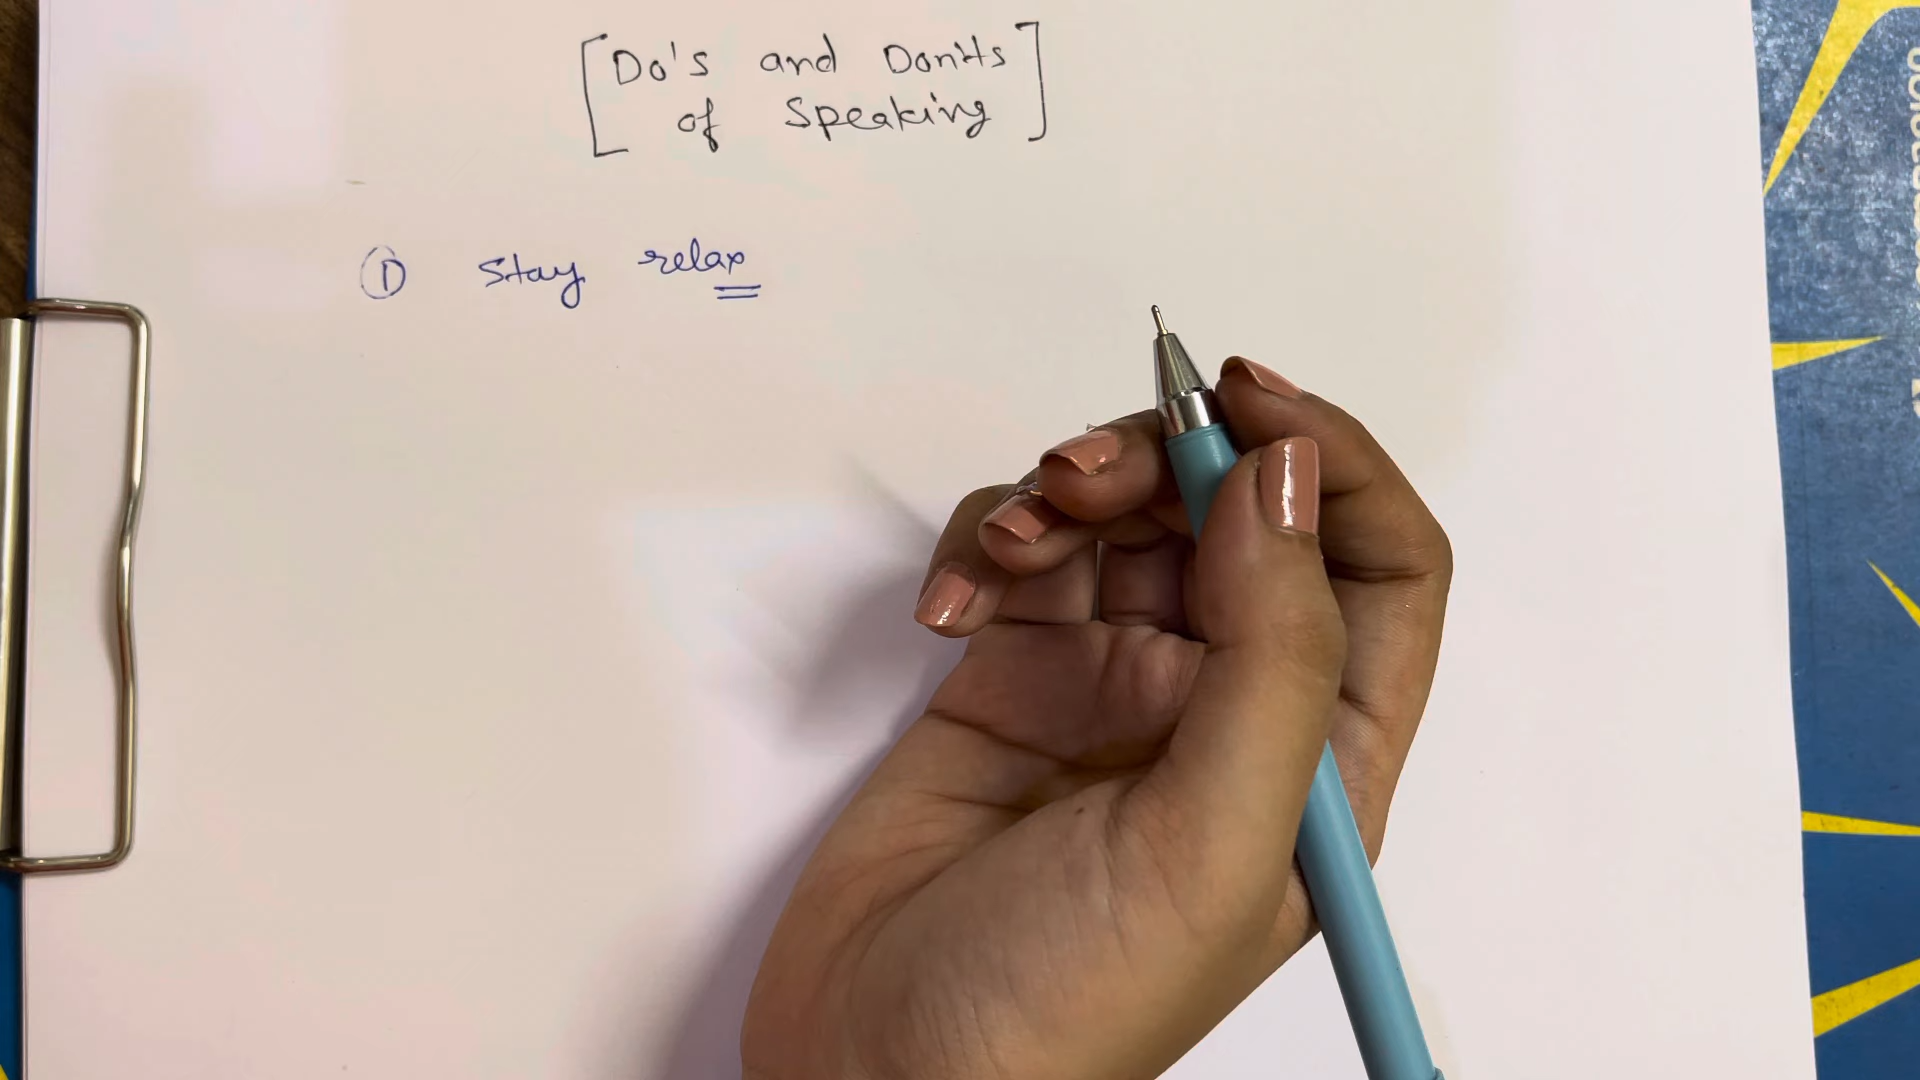 [Do's and Don'ts
of Speaking]
① Stay relax